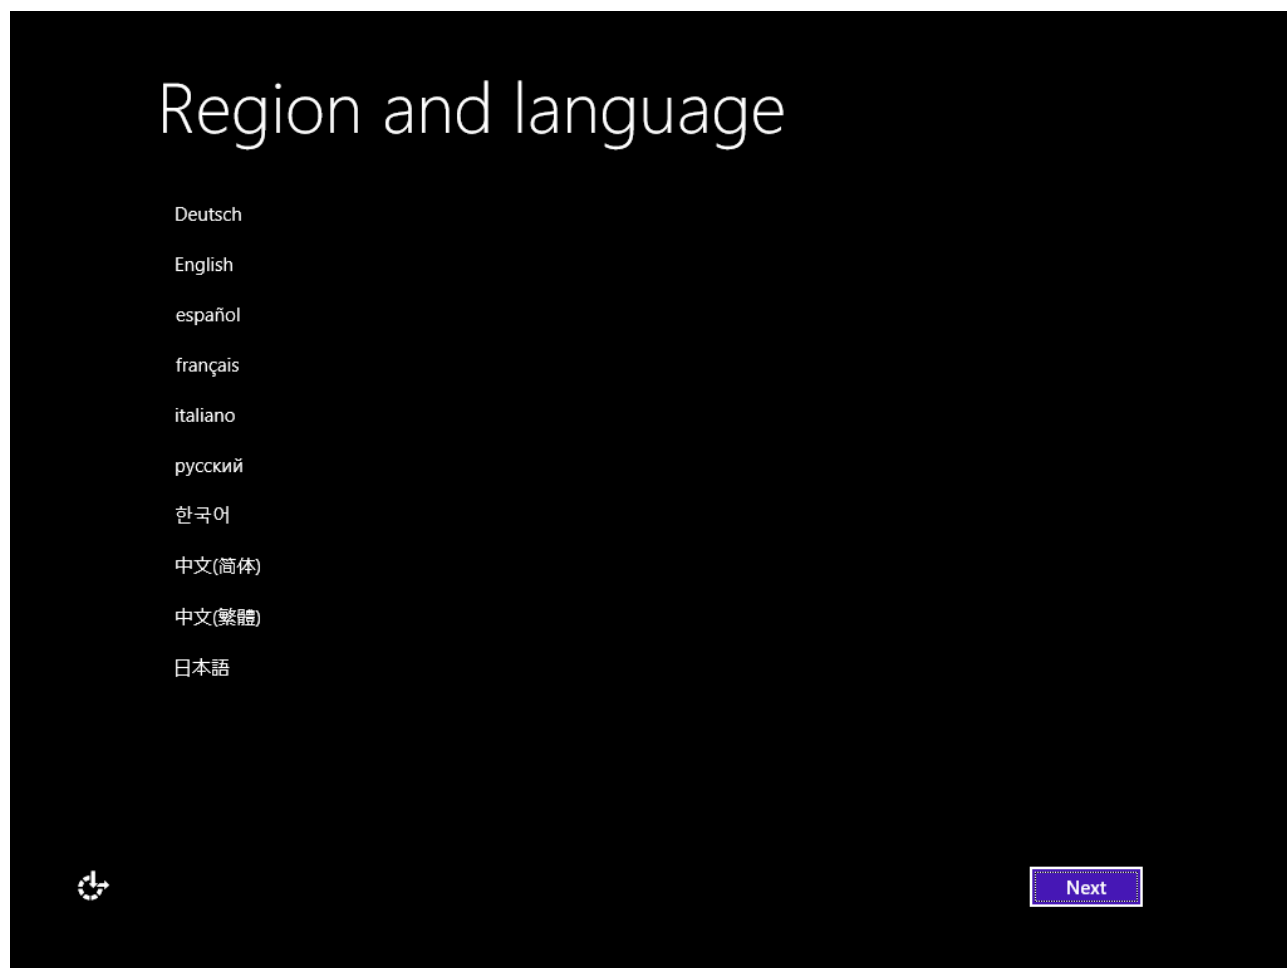 Region and language
Deutsch
English
español
français
italiano
русский
한국어
中文(简体)
中文(繁體)
日本語
Next